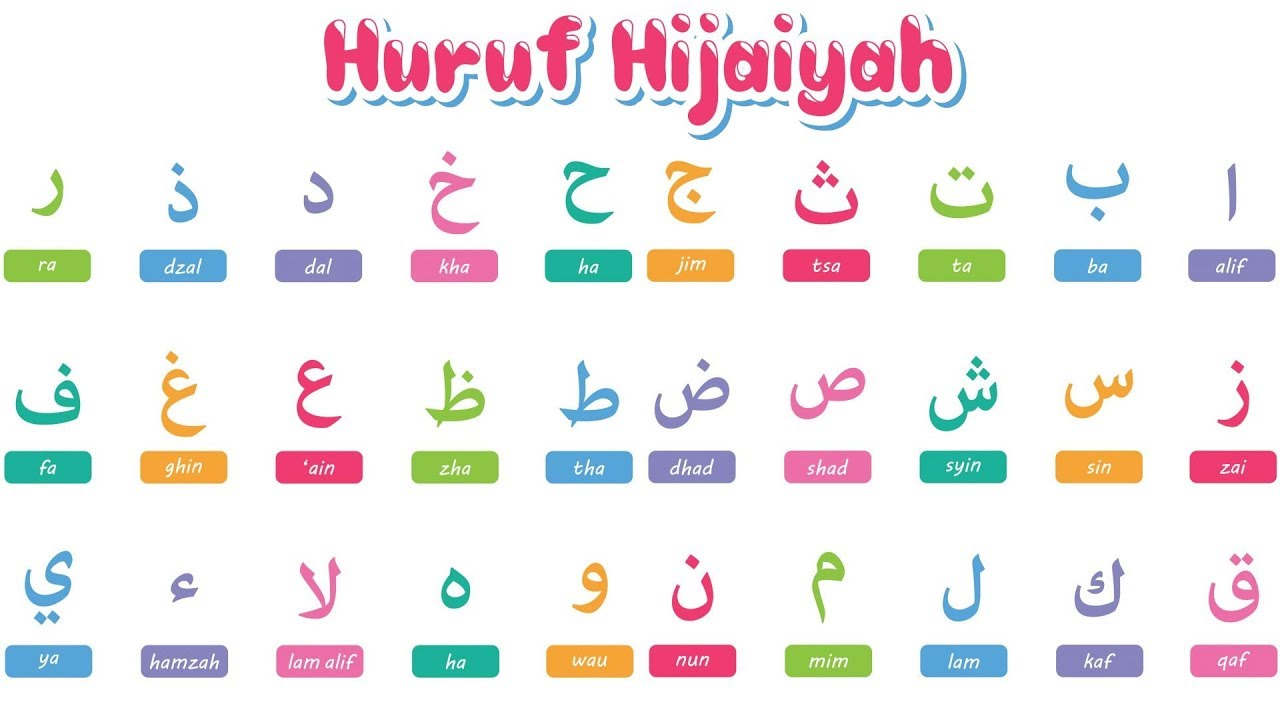 Huruf Hijaiyah
ا ب ت ث ج ح خ د ذ ر
alif ba ta tsa jim ha kha dal dzal ra
ز س ش ص ض ط ظ ع غ ف
zai sin syin shad dhad tha zha ‘ain ghin fa
ق ك ل م ن و ه لا ء ي
qaf kaf lam mim nun wau ha lam alif hamzah ya